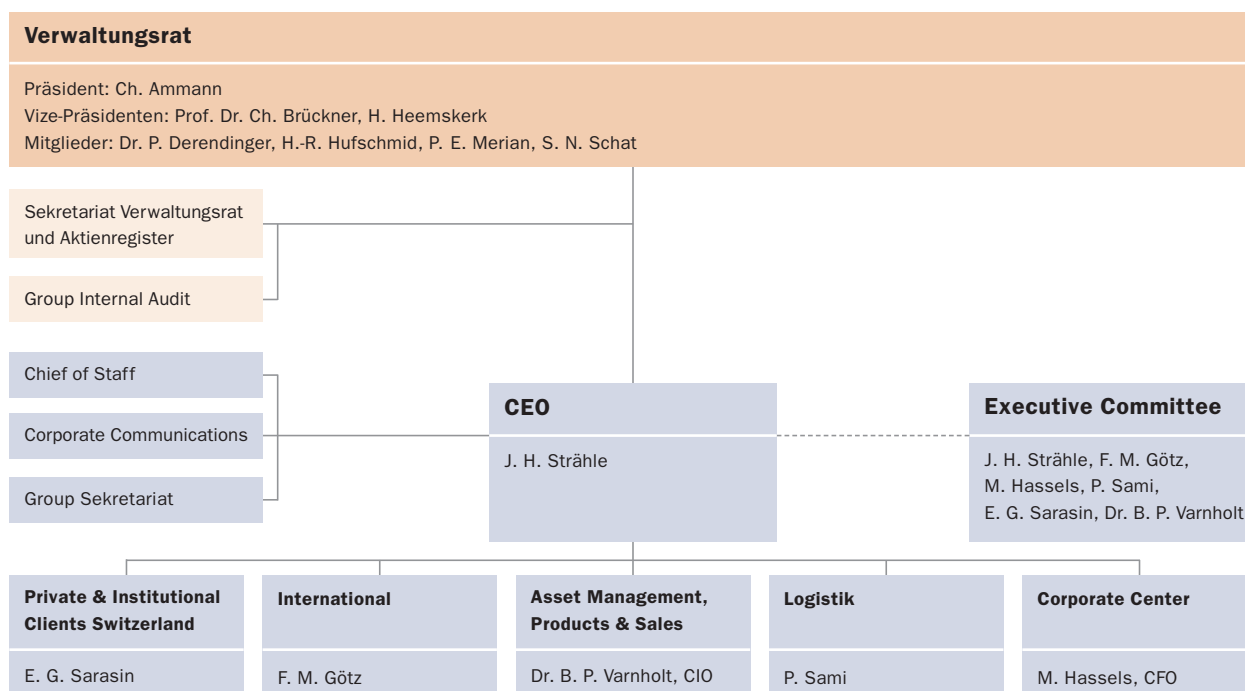 Verwaltungsrat
Präsident: Ch. Ammann
Vize-Präsidenten: Prof. Dr. Ch. Brückner, H. Heemskerk
Mitglieder: Dr. P. Derendinger, H.-R. Hufschmid, P. E. Merian, S. N. Schat
Sekretariat Verwaltungsrat
und Aktienregister
Group Internal Audit
Chief of Staff
Corporate Communications
Group Sekretariat
CEO
J. H. Strähle
Executive Committee
J. H. Strähle, F. M. Götz,
M. Hassels, P. Sami,
E. G. Sarasin, Dr. B. P. Varnholt
Private & Institutional
Clients Switzerland
E. G. Sarasin
International
F. M. Götz
Asset Management,
Products & Sales
Dr. B. P. Varnholt, CIO
Logistik
P. Sami
Corporate Center
M. Hassels, CFO